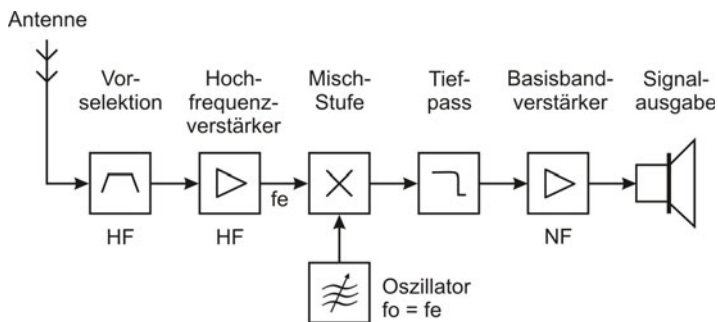 Antenne
Vor-
selektion
Hoch-
frequenz-
verstärker
Misch-
Stufe
Tief-
pass
Basisband-
verstärker
Signal-
ausgabe
HF
HF
fe
NF
Oszillator
fo = fe